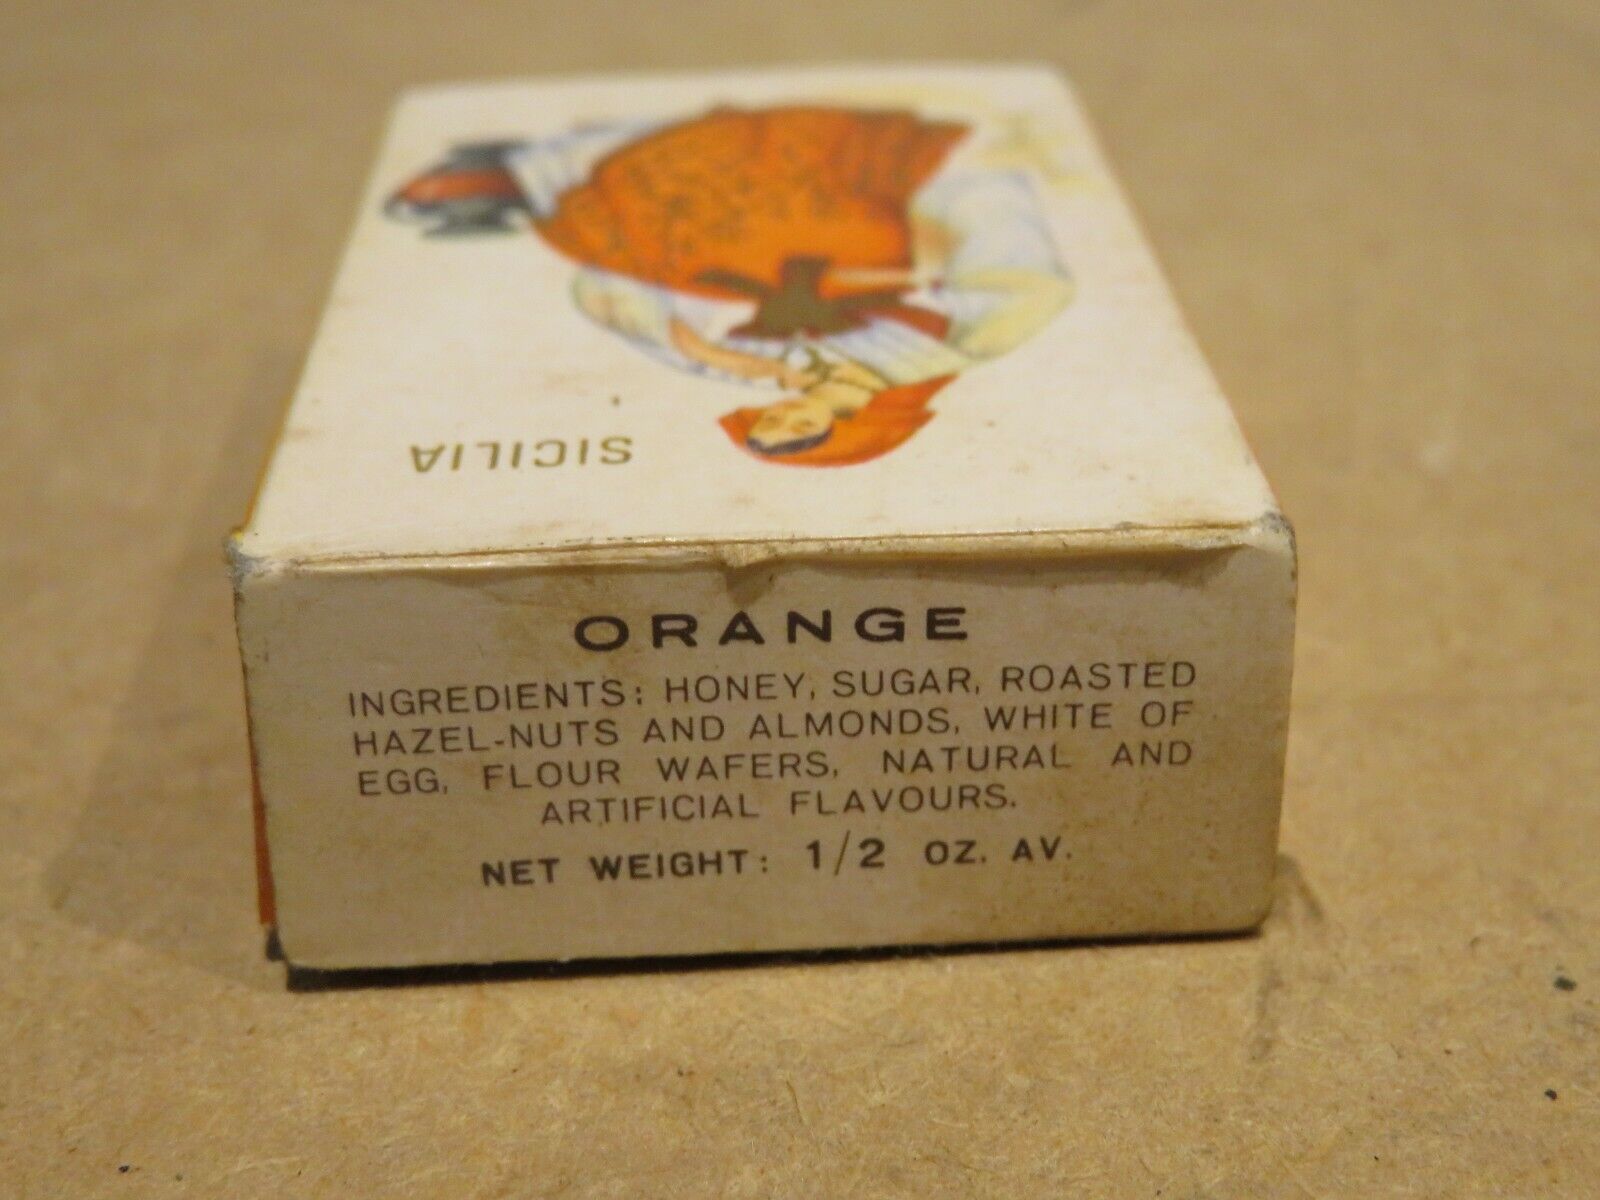 SICILIA
ORANGE
INGREDIENTS: HONEY, SUGAR, ROASTED
HAZEL-NUTS AND ALMONDS, WHITE OF
EGG, FLOUR WAFERS, NATURAL AND
ARTIFICIAL FLAVOURS.
NET WEIGHT: 1/2 OZ. AV.